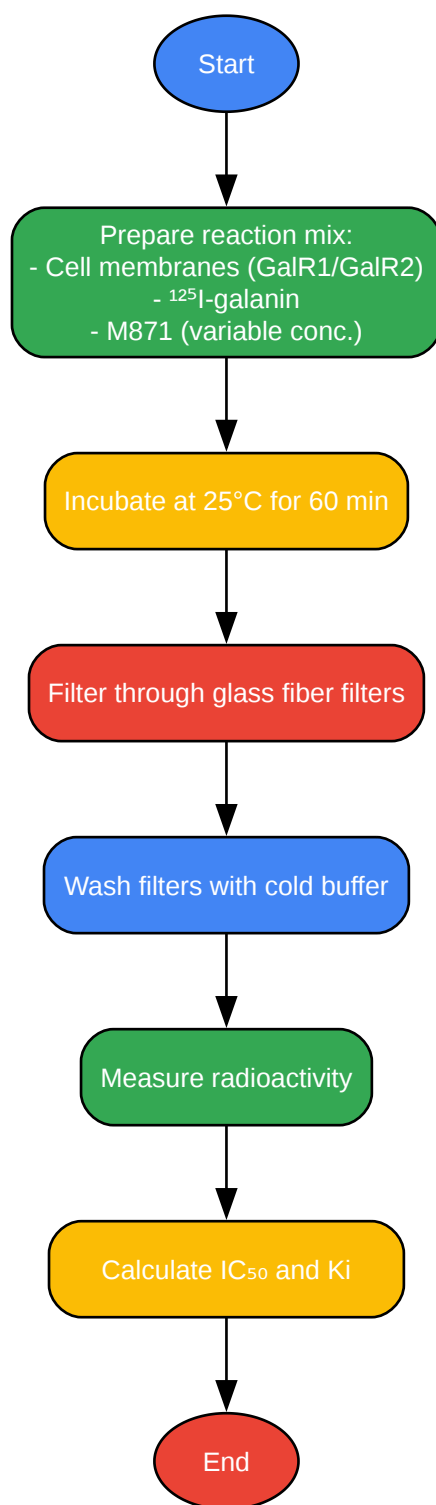 Start
Prepare reaction mix:
- Cell membranes (GalR1/GalR2)
- ¹²⁵I-galanin
- M871 (variable conc.)
Incubate at 25°C for 60 min
Filter through glass fiber filters
Wash filters with cold buffer
Measure radioactivity
Calculate IC₅₀ and Ki
End